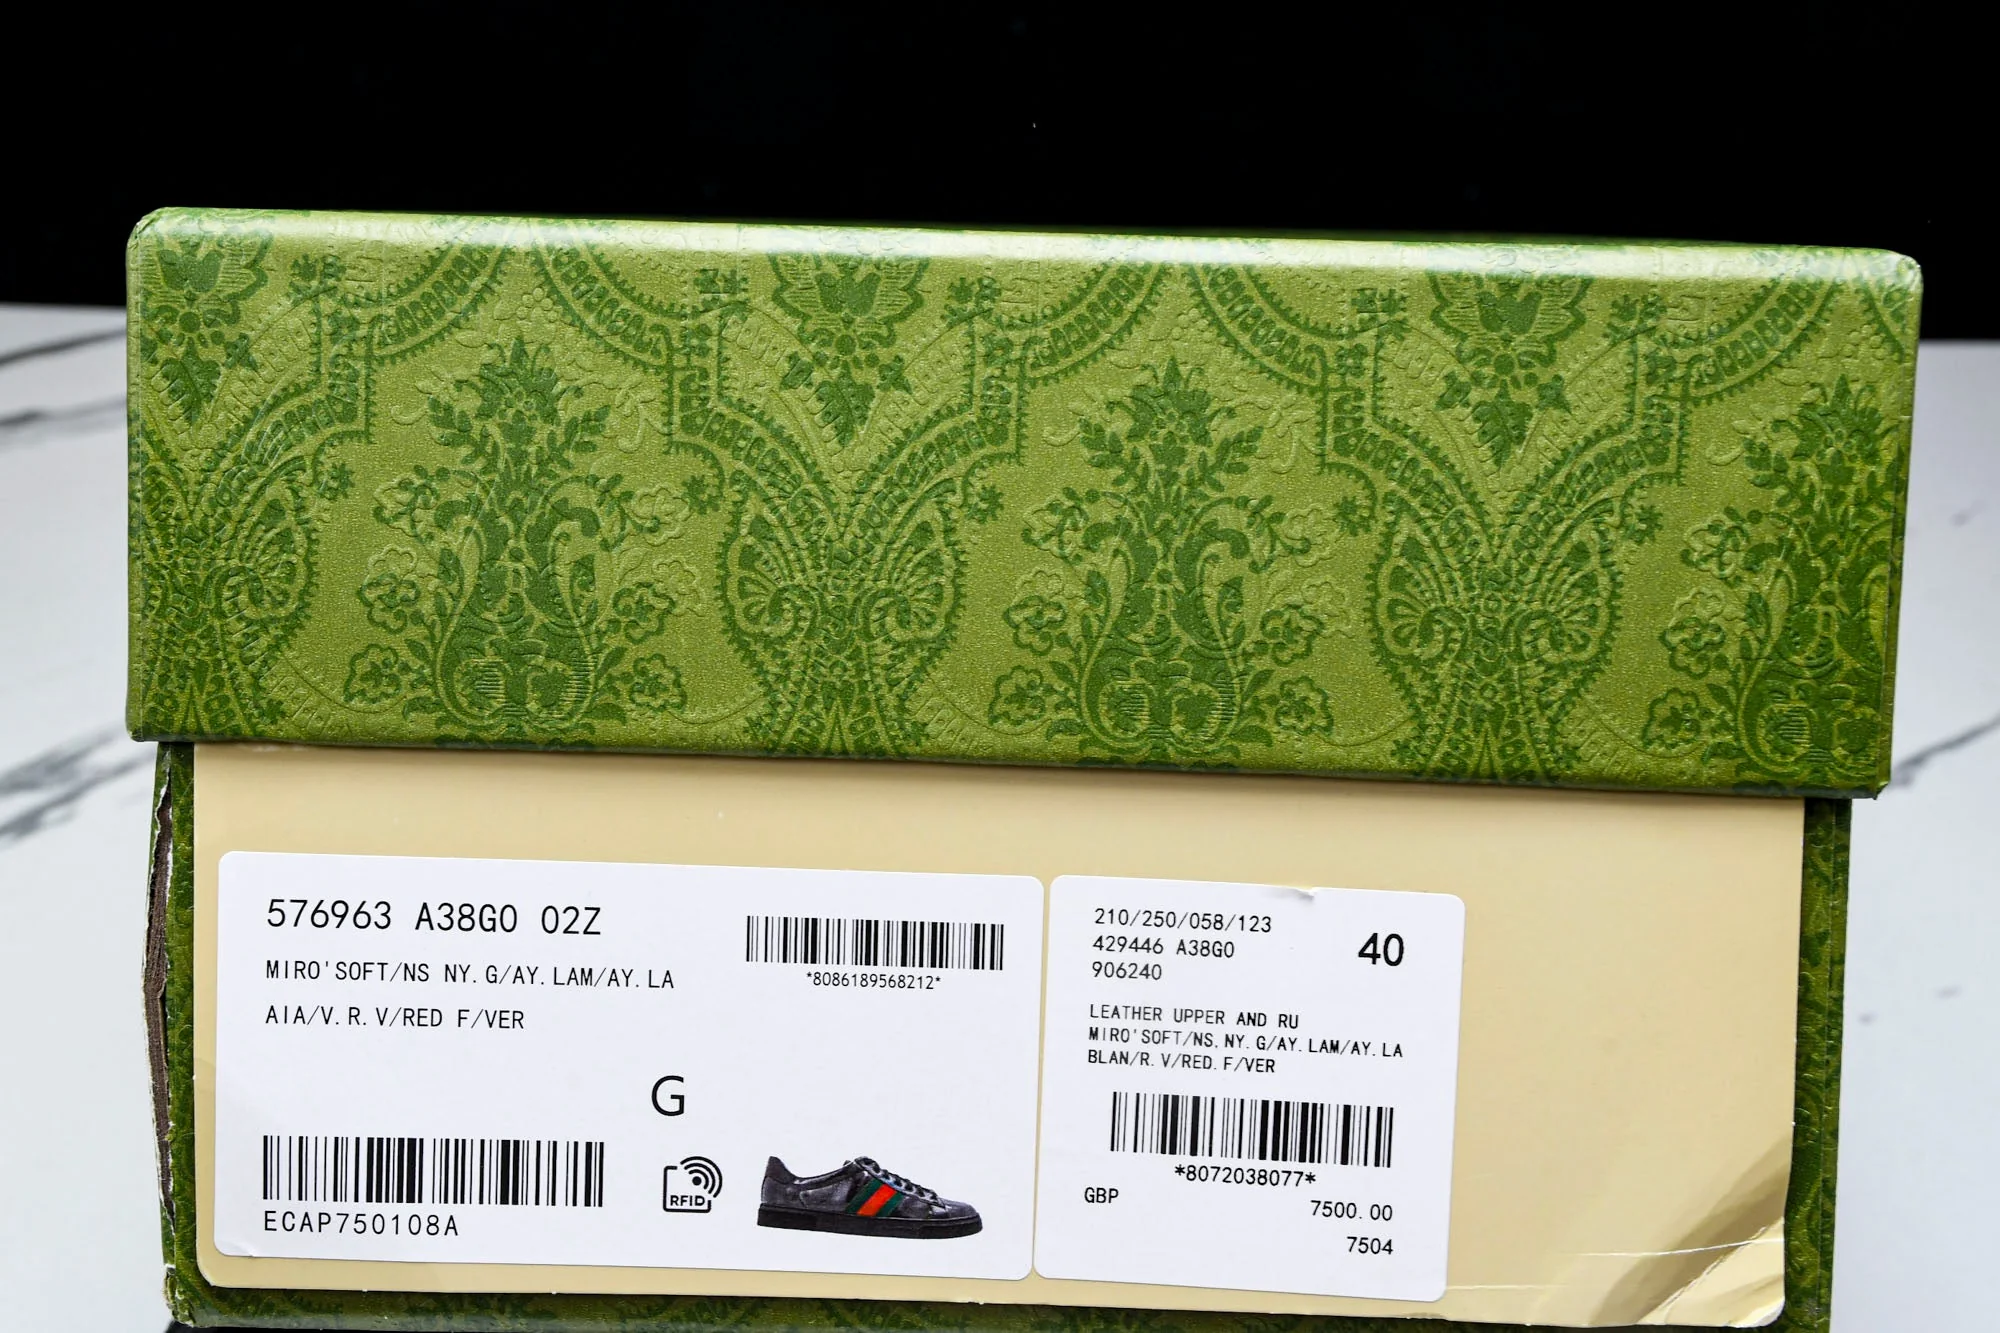 576963 A38G0 02Z
*8086189568212*
MIRO'SOFT/NS NY.G/AY.LAM/AY.LA
AIA/V.R.V/RED F/VER
G
RFID
ECAP750108A
210/250/058/123
40
429446 A38G0
906240
LEATHER UPPER AND RU
MIRO'SOFT/NS.NY.G/AY.LAM/AY.LA
BLAN/R.V/RED.F/VER
*8072038077*
GBP 7500.00
7504